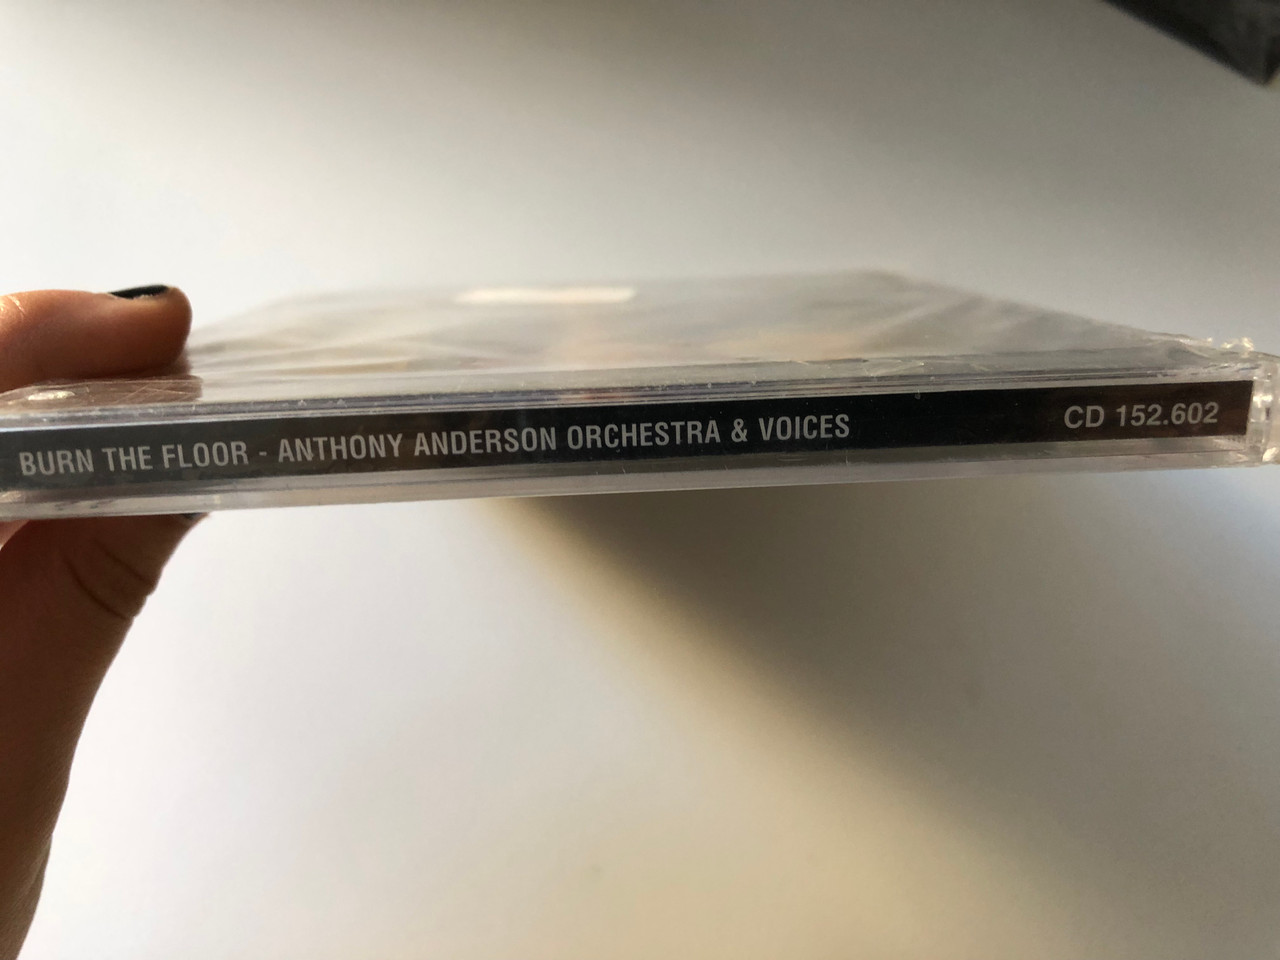 BURN THE FLOOR - ANTHONY ANDERSON ORCHESTRA & VOICES CD 152.602